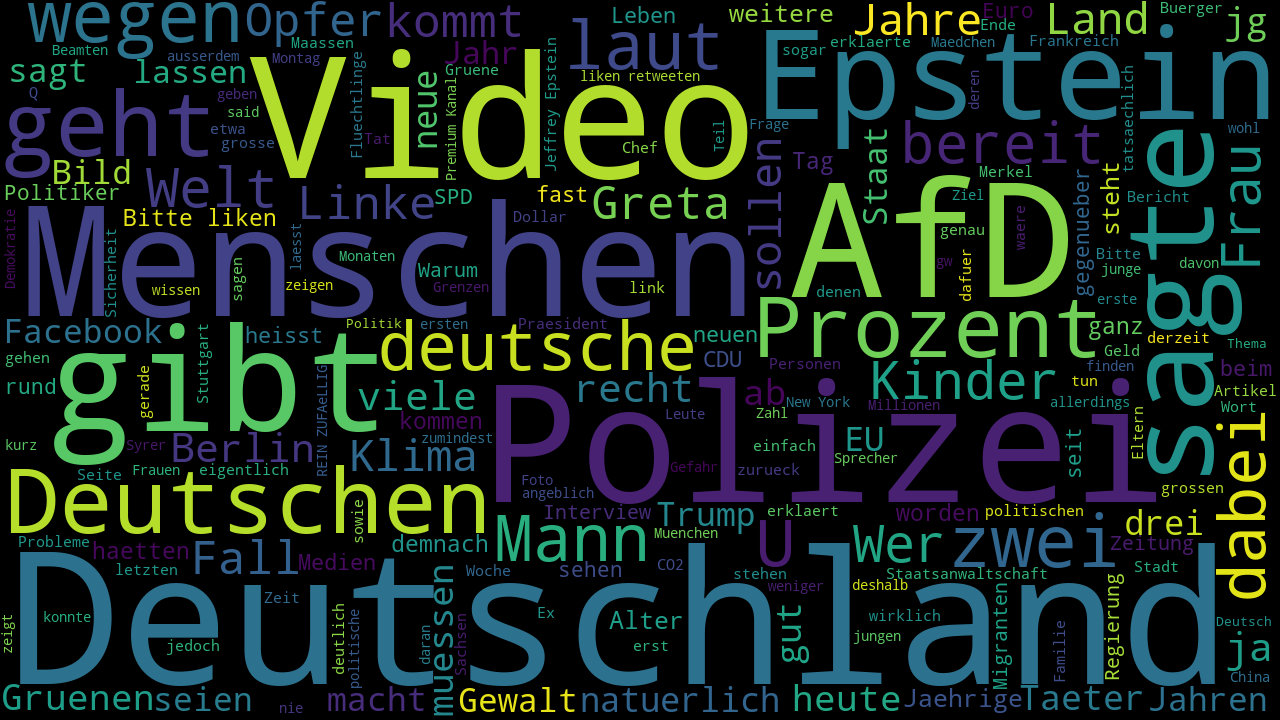 wegen Opfer kommt Leben weitere Jahre Euro Land Buerger jg
Beamten ausserdem Maassen Jahr laut Ende
sagt lassen Montag Gruene neue liken retweeten Epstein sogar erklaerte Maedchen Frankreich
Q geben Fluechtlinge Video Premium Kanal Jeffrey Epstein deren tatsaechlich
geht said etwa grosse Tat Chef Teil Frage bereit wohl
Bild Welt Linke SPD fast Greta sollen Tag Staat Merkel steht sagte Frau
Politiker Bitte liken Dollar AfD Ziel genau Bericht
Demokratie Menschen Sicherheit laesst Monaten waere gegenueber Bitte
wissen sagen zeigen Warum Grenzen link denen gw dafuer junge davon
Facebook heisst Politik ersten Praesident neuen Prozent ganz erste derzeit
gehen gibt deutsche CDU Geld Thema
rund Stuttgart gerade viele recht ab Personen Kinder tun finden beim
REIN ZUFAeLLIG kommen Leute New York Millionen allerdings Artikel
kurz Syrer Berlin zumindest Klima Polizei Zahl einfach EU seit Eltern Wort
Seite Frauen eigentlich Gefahr zurueck Sprecher dabei
Deutschen sowie Foto angeblich grossen
Interview Trump erklaert worden politischen drei
Probleme haetten Fall Medien demnach Mann Muenchen U Wer zwei Zeitung
letzten Woche sehen CO2 stehen Staatsanwaltschaft Stadt
Deutschland Zeit muessen weniger deshalb
zeigt konnte deutlich politische daran Sachsen Ex Alter gut wirklich Migranten Familie Regierung Deutsch
jedoch erst jungen ja
Gruenen seien nie macht Gewalt natuerlich heute Jaehrige Taeter Jahren China